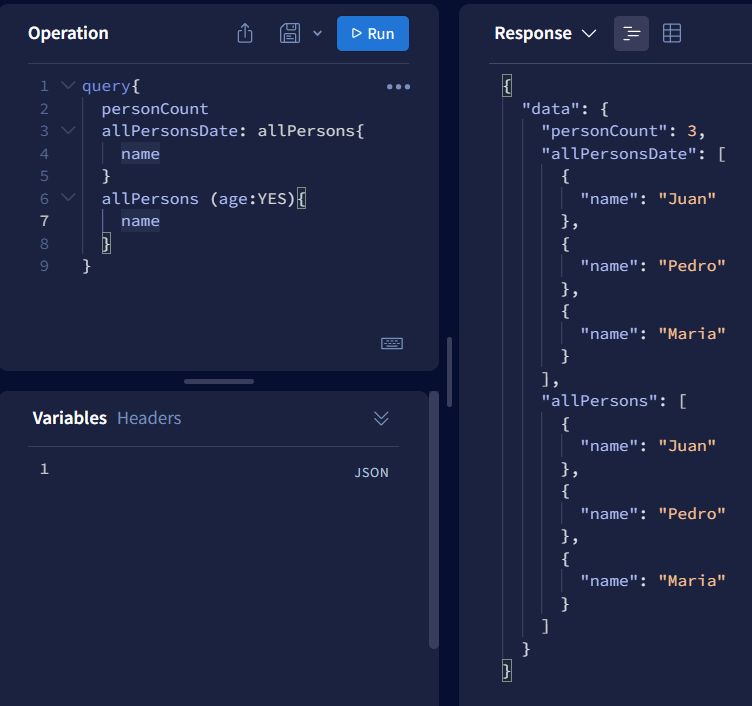 Operation
Run
1 query{
2 personCount
3 allPersonsDate: allPersons{
4 name
5 }
6 allPersons (age:YES){
7 name
8 }
9 }
Variables Headers
1
JSON
Response
{
"data": {
"personCount": 3,
"allPersonsDate": [
{
"name": "Juan"
},
{
"name": "Pedro"
},
{
"name": "Maria"
}
],
"allPersons": [
{
"name": "Juan"
},
{
"name": "Pedro"
},
{
"name": "Maria"
}
]
}
}